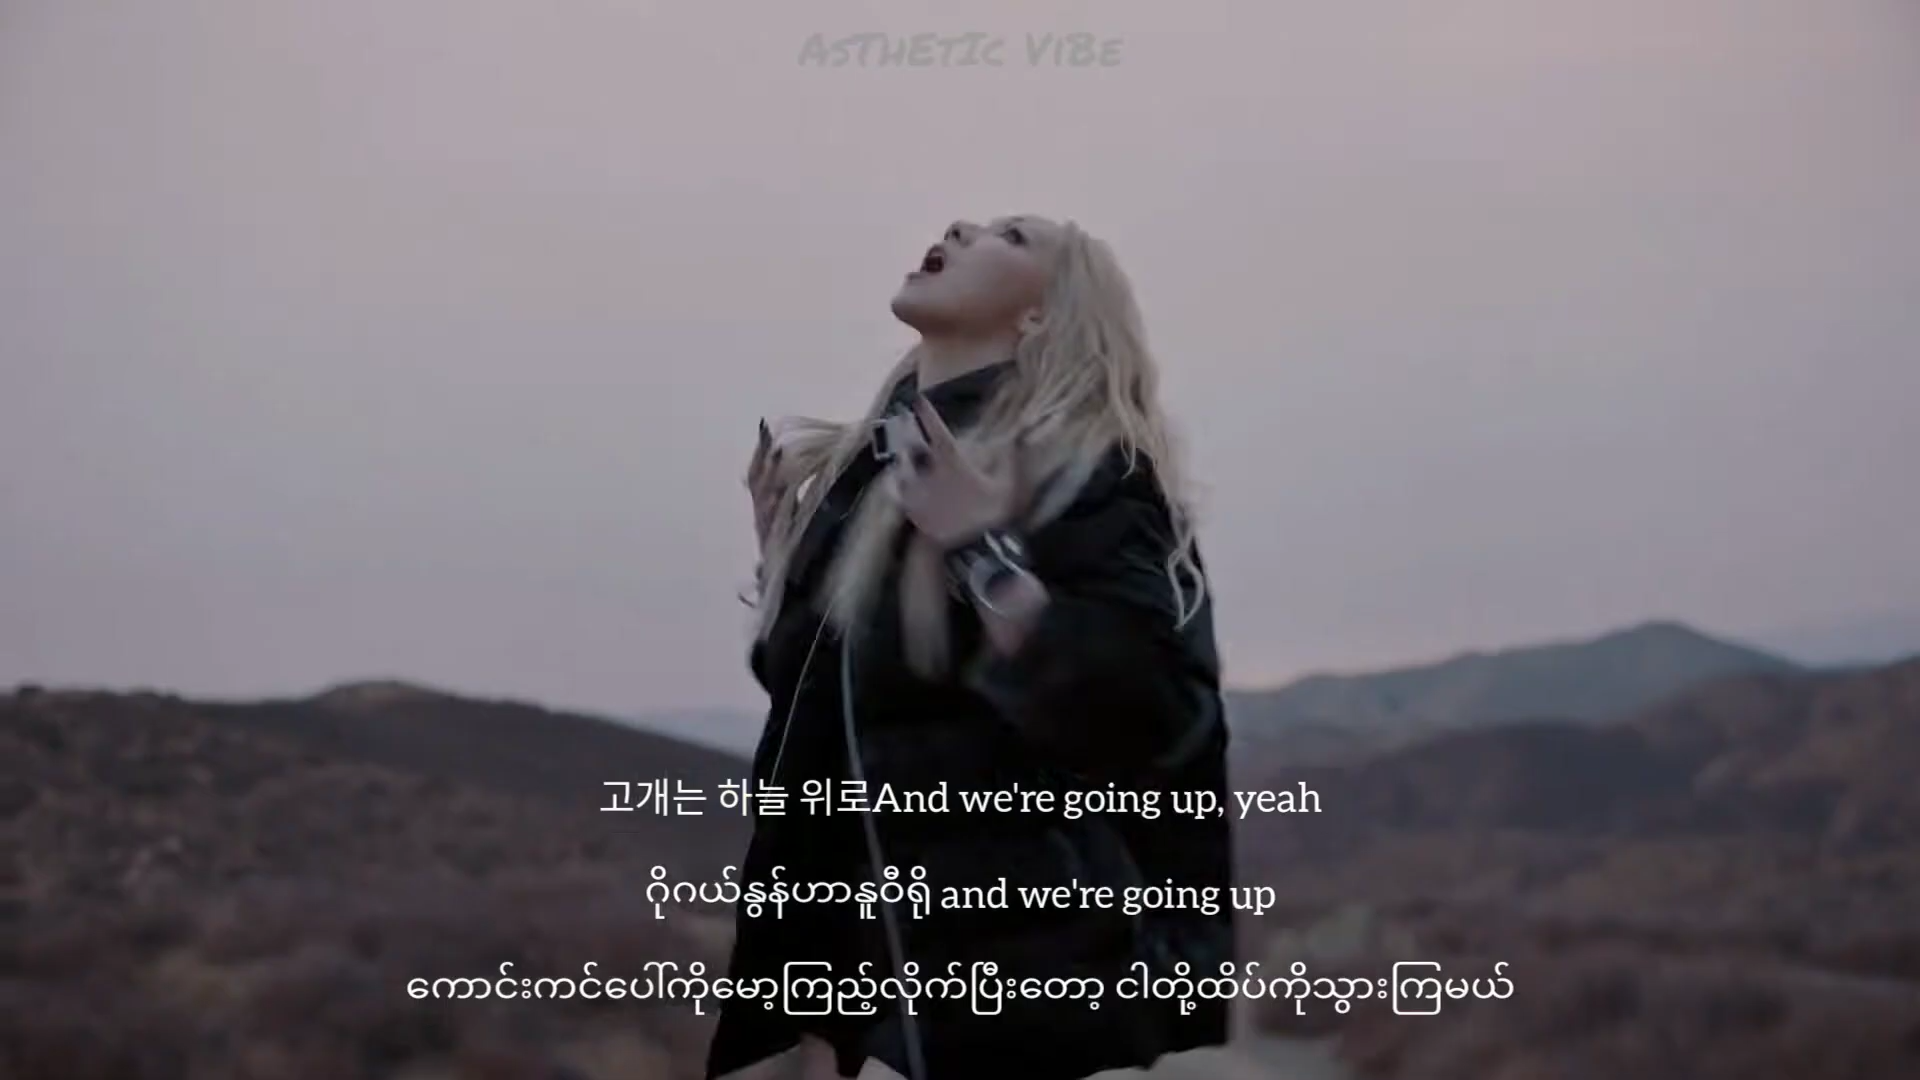 ASTHETIC VIBE
고개는 하늘 위로And we're going up, yeah
ဂိုဂယ်နွန်ဟာနူဝီရို and we're going up
ကောင်းကင်ပေါ်ကိုမော့ကြည့်လိုက်ပြီးတော့ ငါတို့ထိပ်ကိုသွားကြမယ်